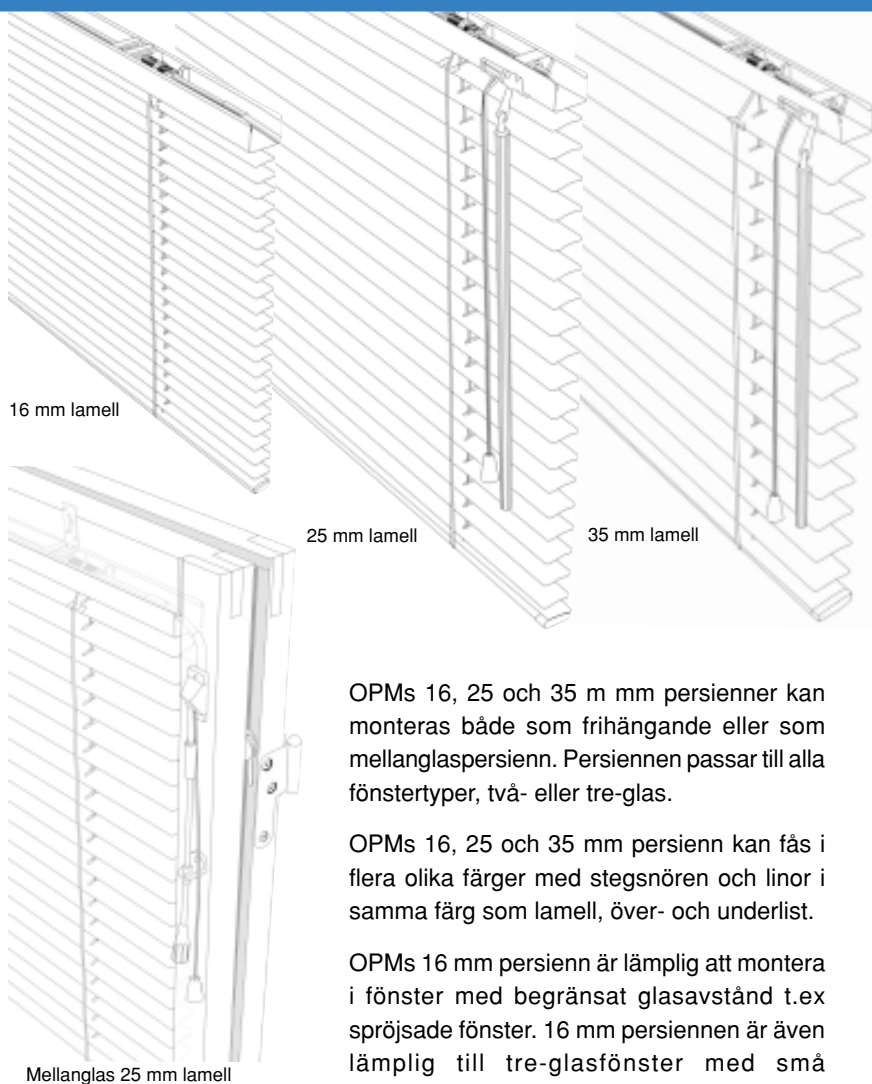 16 mm lamell
25 mm lamell
35 mm lamell
OPMs 16, 25 och 35 m mm persienner kan
monteras både som frihängande eller som
mellanglaspersienn. Persiennen passar till alla
fönstertyper, två- eller tre-glas.
OPMs 16, 25 och 35 mm persienn kan fås i
flera olika färger med stegsnören och linor i
samma färg som lamell, över- och underlist.
OPMs 16 mm persienn är lämplig att montera
i fönster med begränsat glasavstånd t.ex
spröjsade fönster. 16 mm persiennen är även
lämplig till tre-glasfönster med små
Mellanglas 25 mm lamell